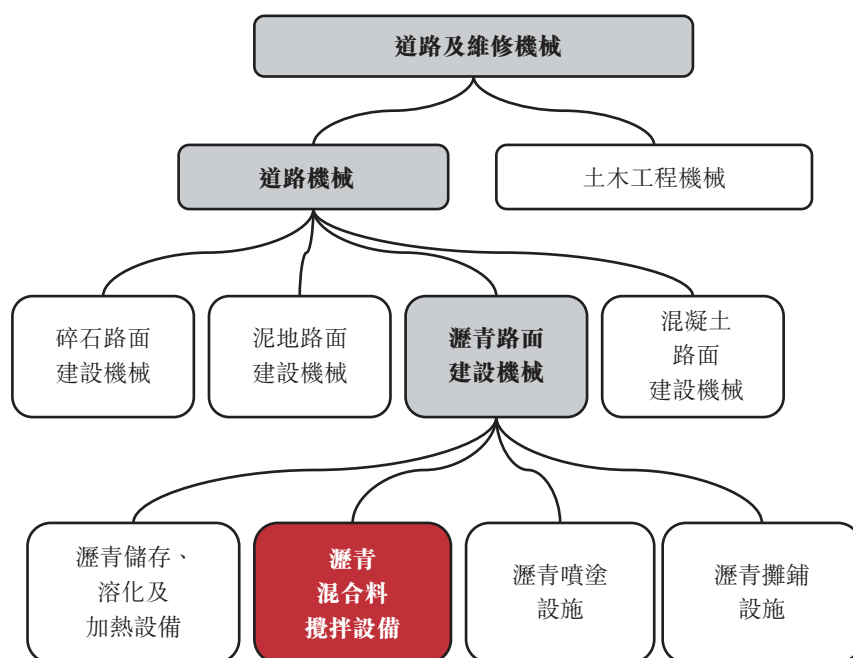 道路及維修機械
道路機械
土木工程機械
碎石路面
建設機械
泥地路面
建設機械
瀝青路面
建設機械
混凝土
路面
建設機械
瀝青儲存、
溶化及
加熱設備
瀝青
混合料
攪拌設備
瀝青噴塗
設施
瀝青攤鋪
設施